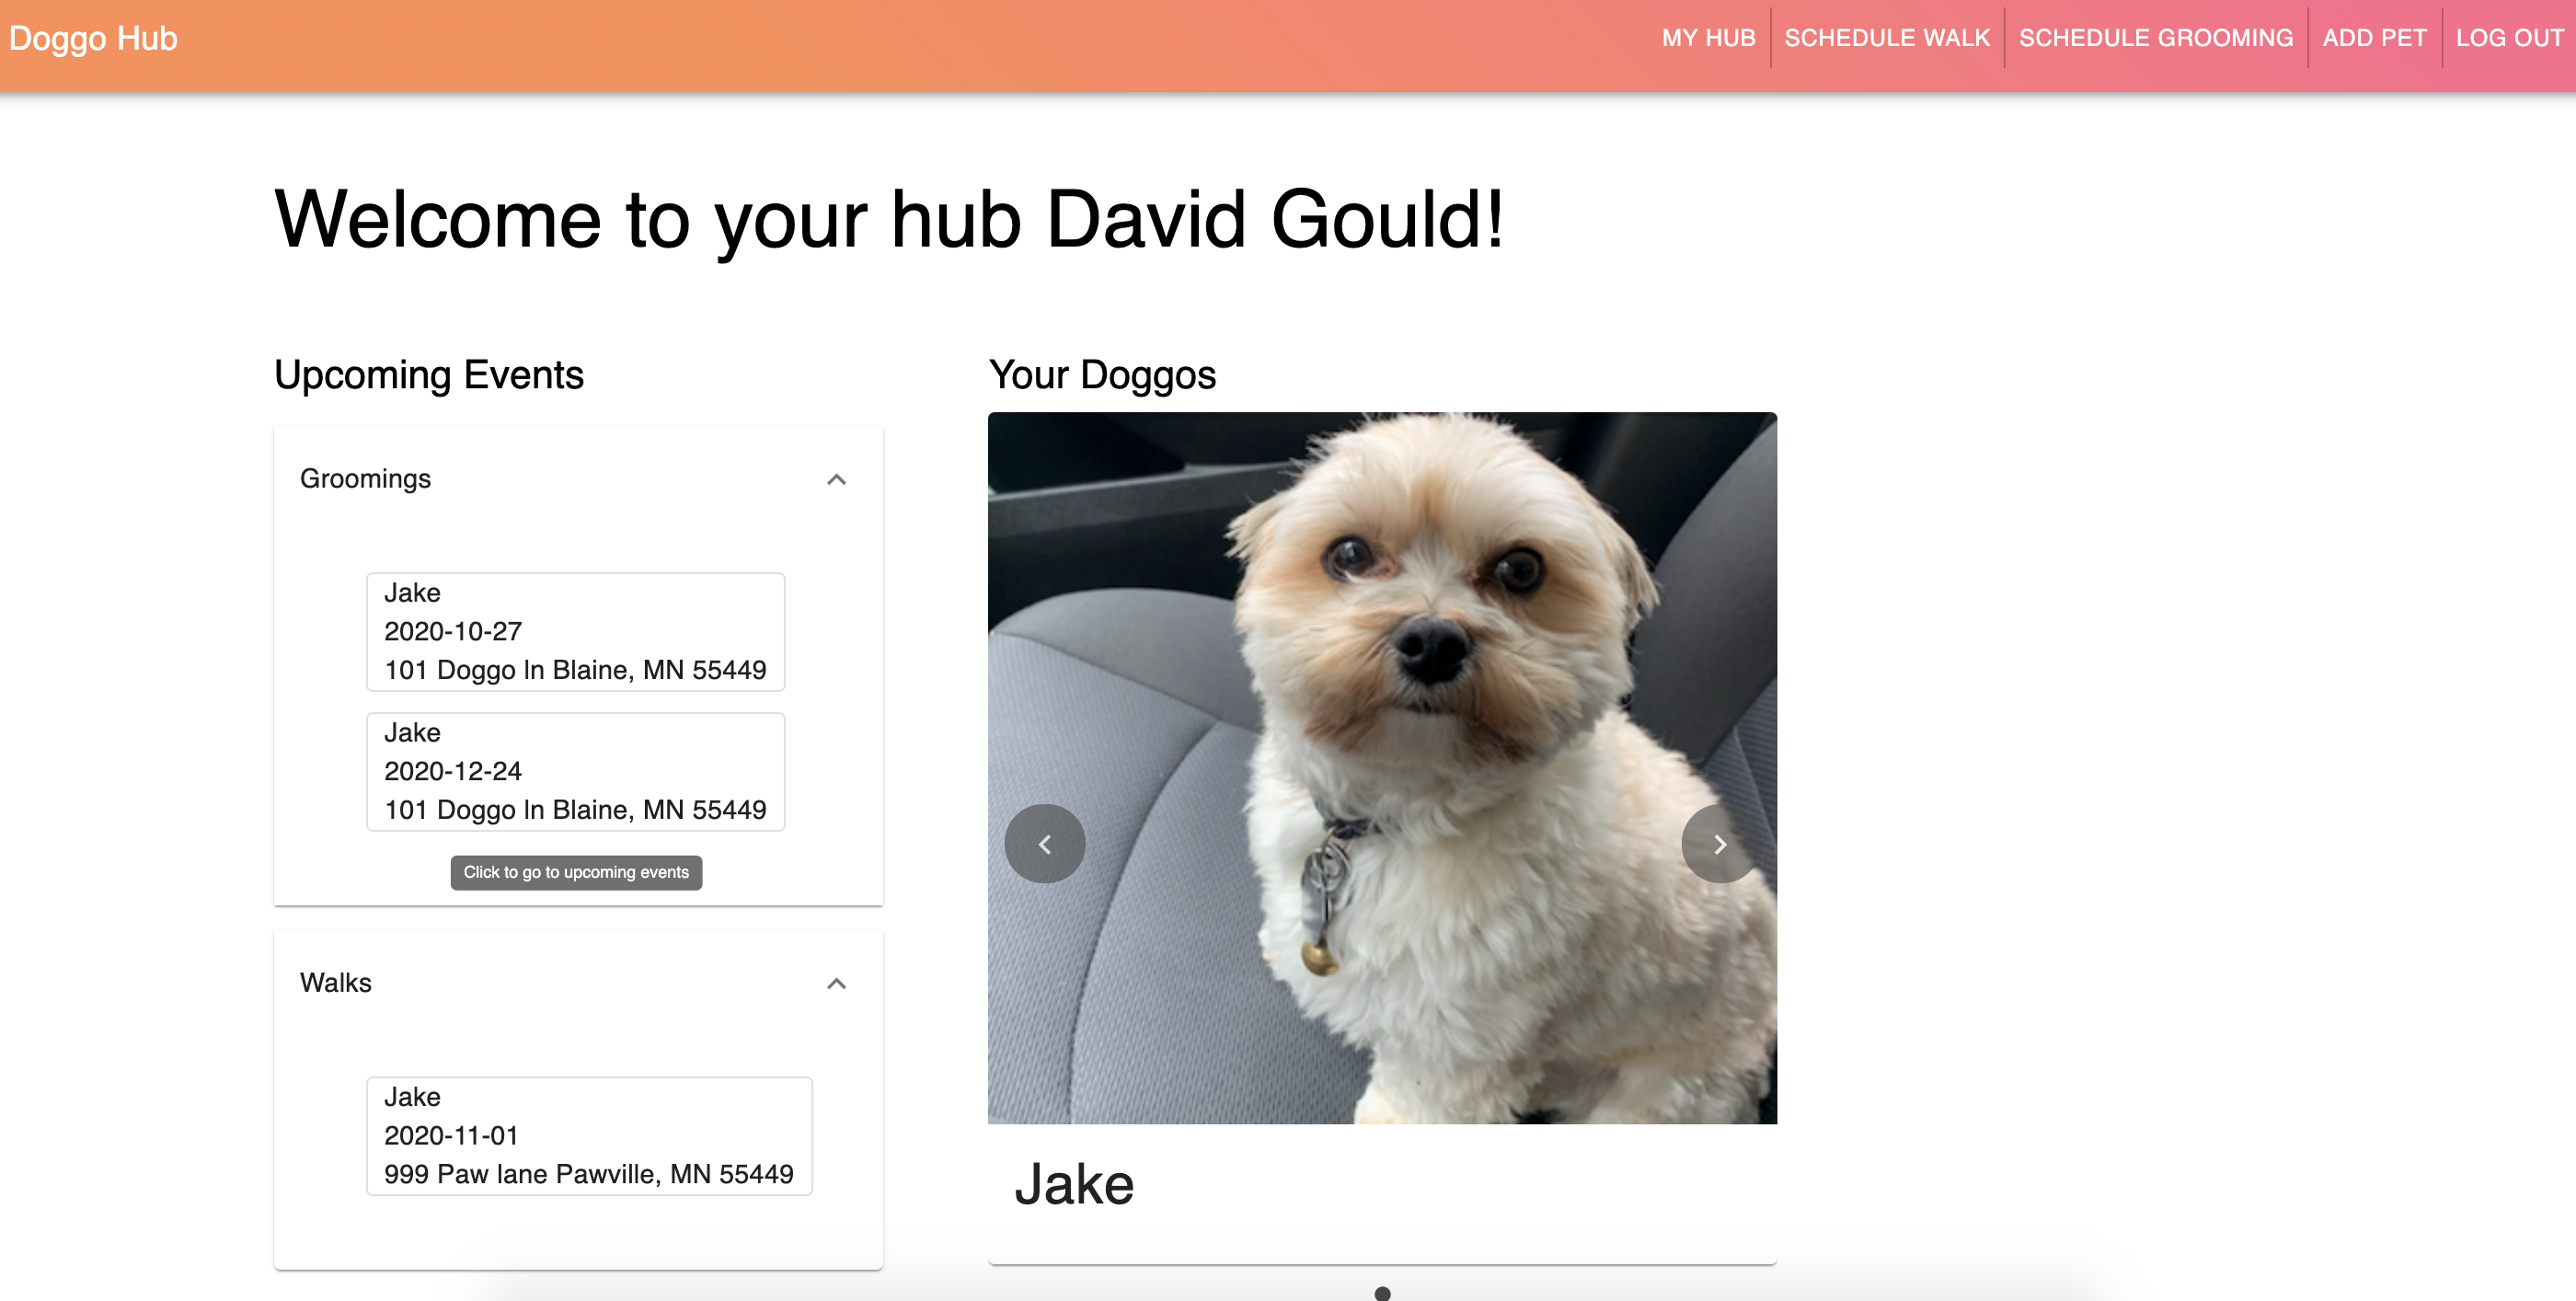 Doggo Hub
MY HUB
SCHEDULE WALK
SCHEDULE GROOMING
ADD PET
LOG OUT
Welcome to your hub David Gould!
Upcoming Events
Groomings
Jake
2020-10-27
101 Doggo ln Blaine, MN 55449
Jake
2020-12-24
101 Doggo ln Blaine, MN 55449
Click to go to upcoming events
Walks
Jake
2020-11-01
999 Paw lane Pawville, MN 55449
Your Doggos
Jake